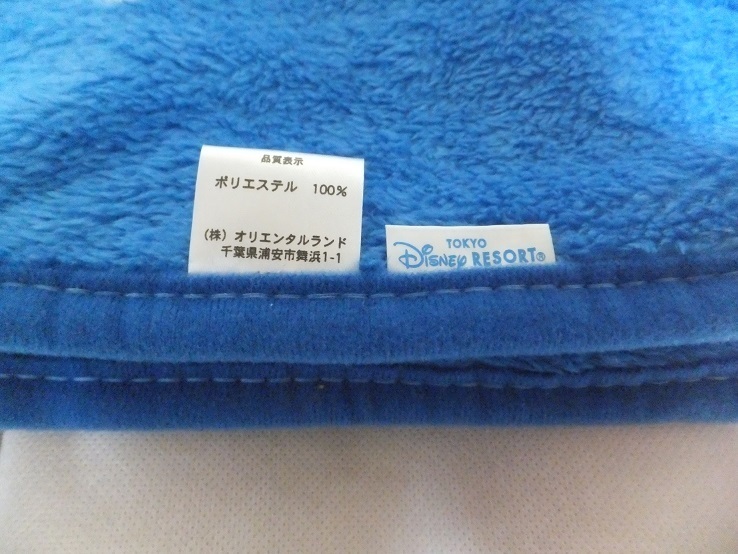 品質表示
ポリエステル 100%
(株) オリエンタルランド
千葉県浦安市舞浜1-1
TOKYO
Disney RESORT®